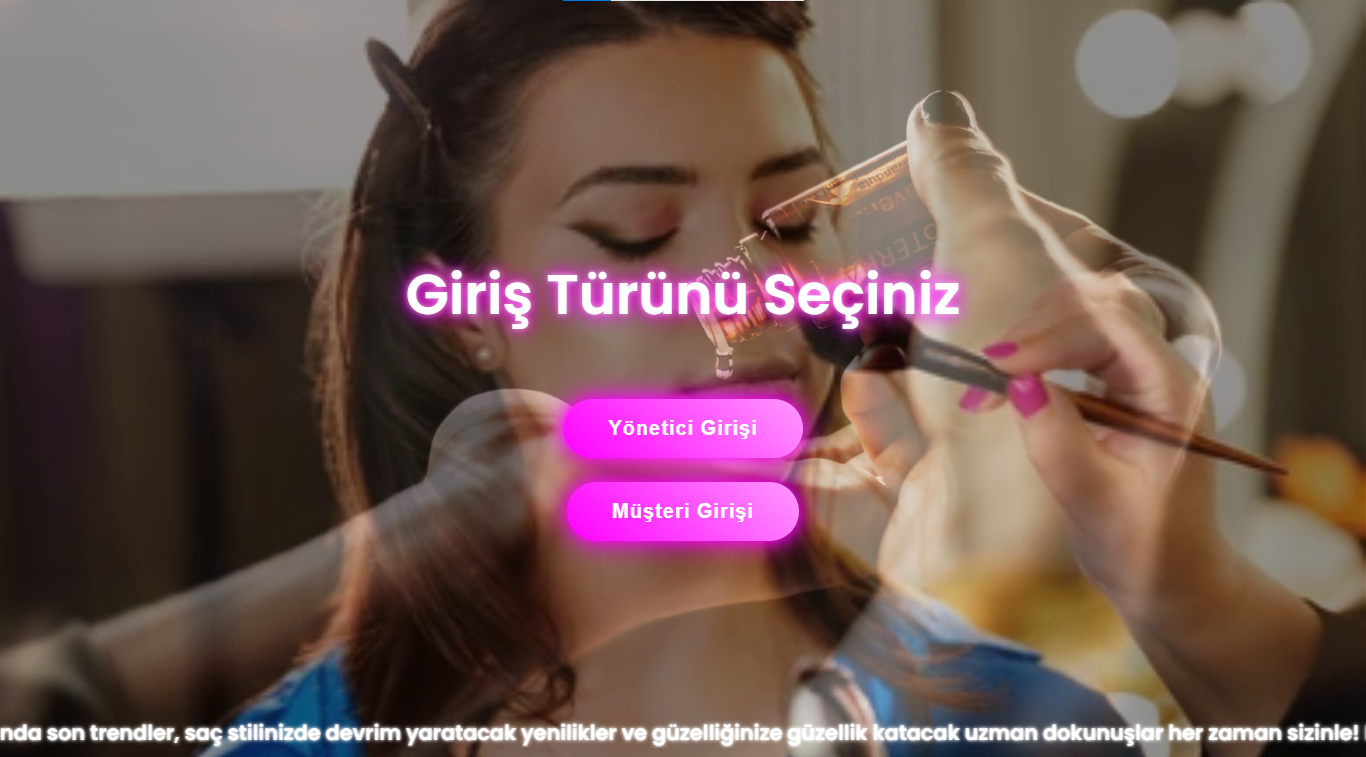 Giriş Türünü Seçiniz
Yönetici Girişi
Müşteri Girişi
nda son trendler, saç stilinizde devrim yaratacak yenilikler ve güzelliğinize güzellik katacak uzman dokunuşlar her zaman sizinle!